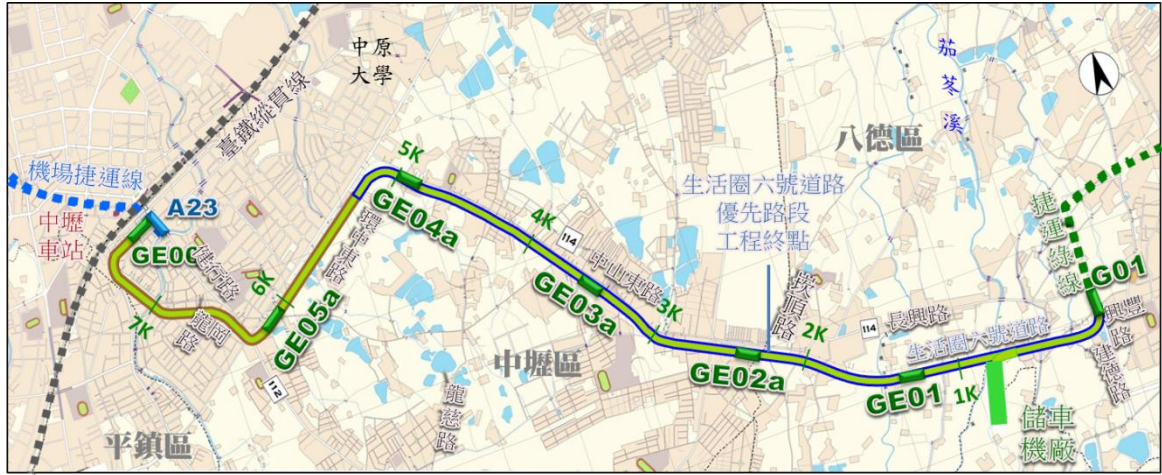 中原
大學
茄苳溪
臺鐵縱貫線
八德區
5K
機場捷運線
A23
生活圈六號道路
優先路段
工程終點
中壢
車站
GE04a
4K
114
捷運綠線
GE00
健行路
環中東路
中山東路
G01
6K
GE03a
3K
崁頂路
114
長興路
興豐路
7K
龍岡路
GE05a
2K
生活圈六號道路
建德路
中壢區
GE02a
GE01
1K
112
龍慈路
儲車
機廠
平鎮區